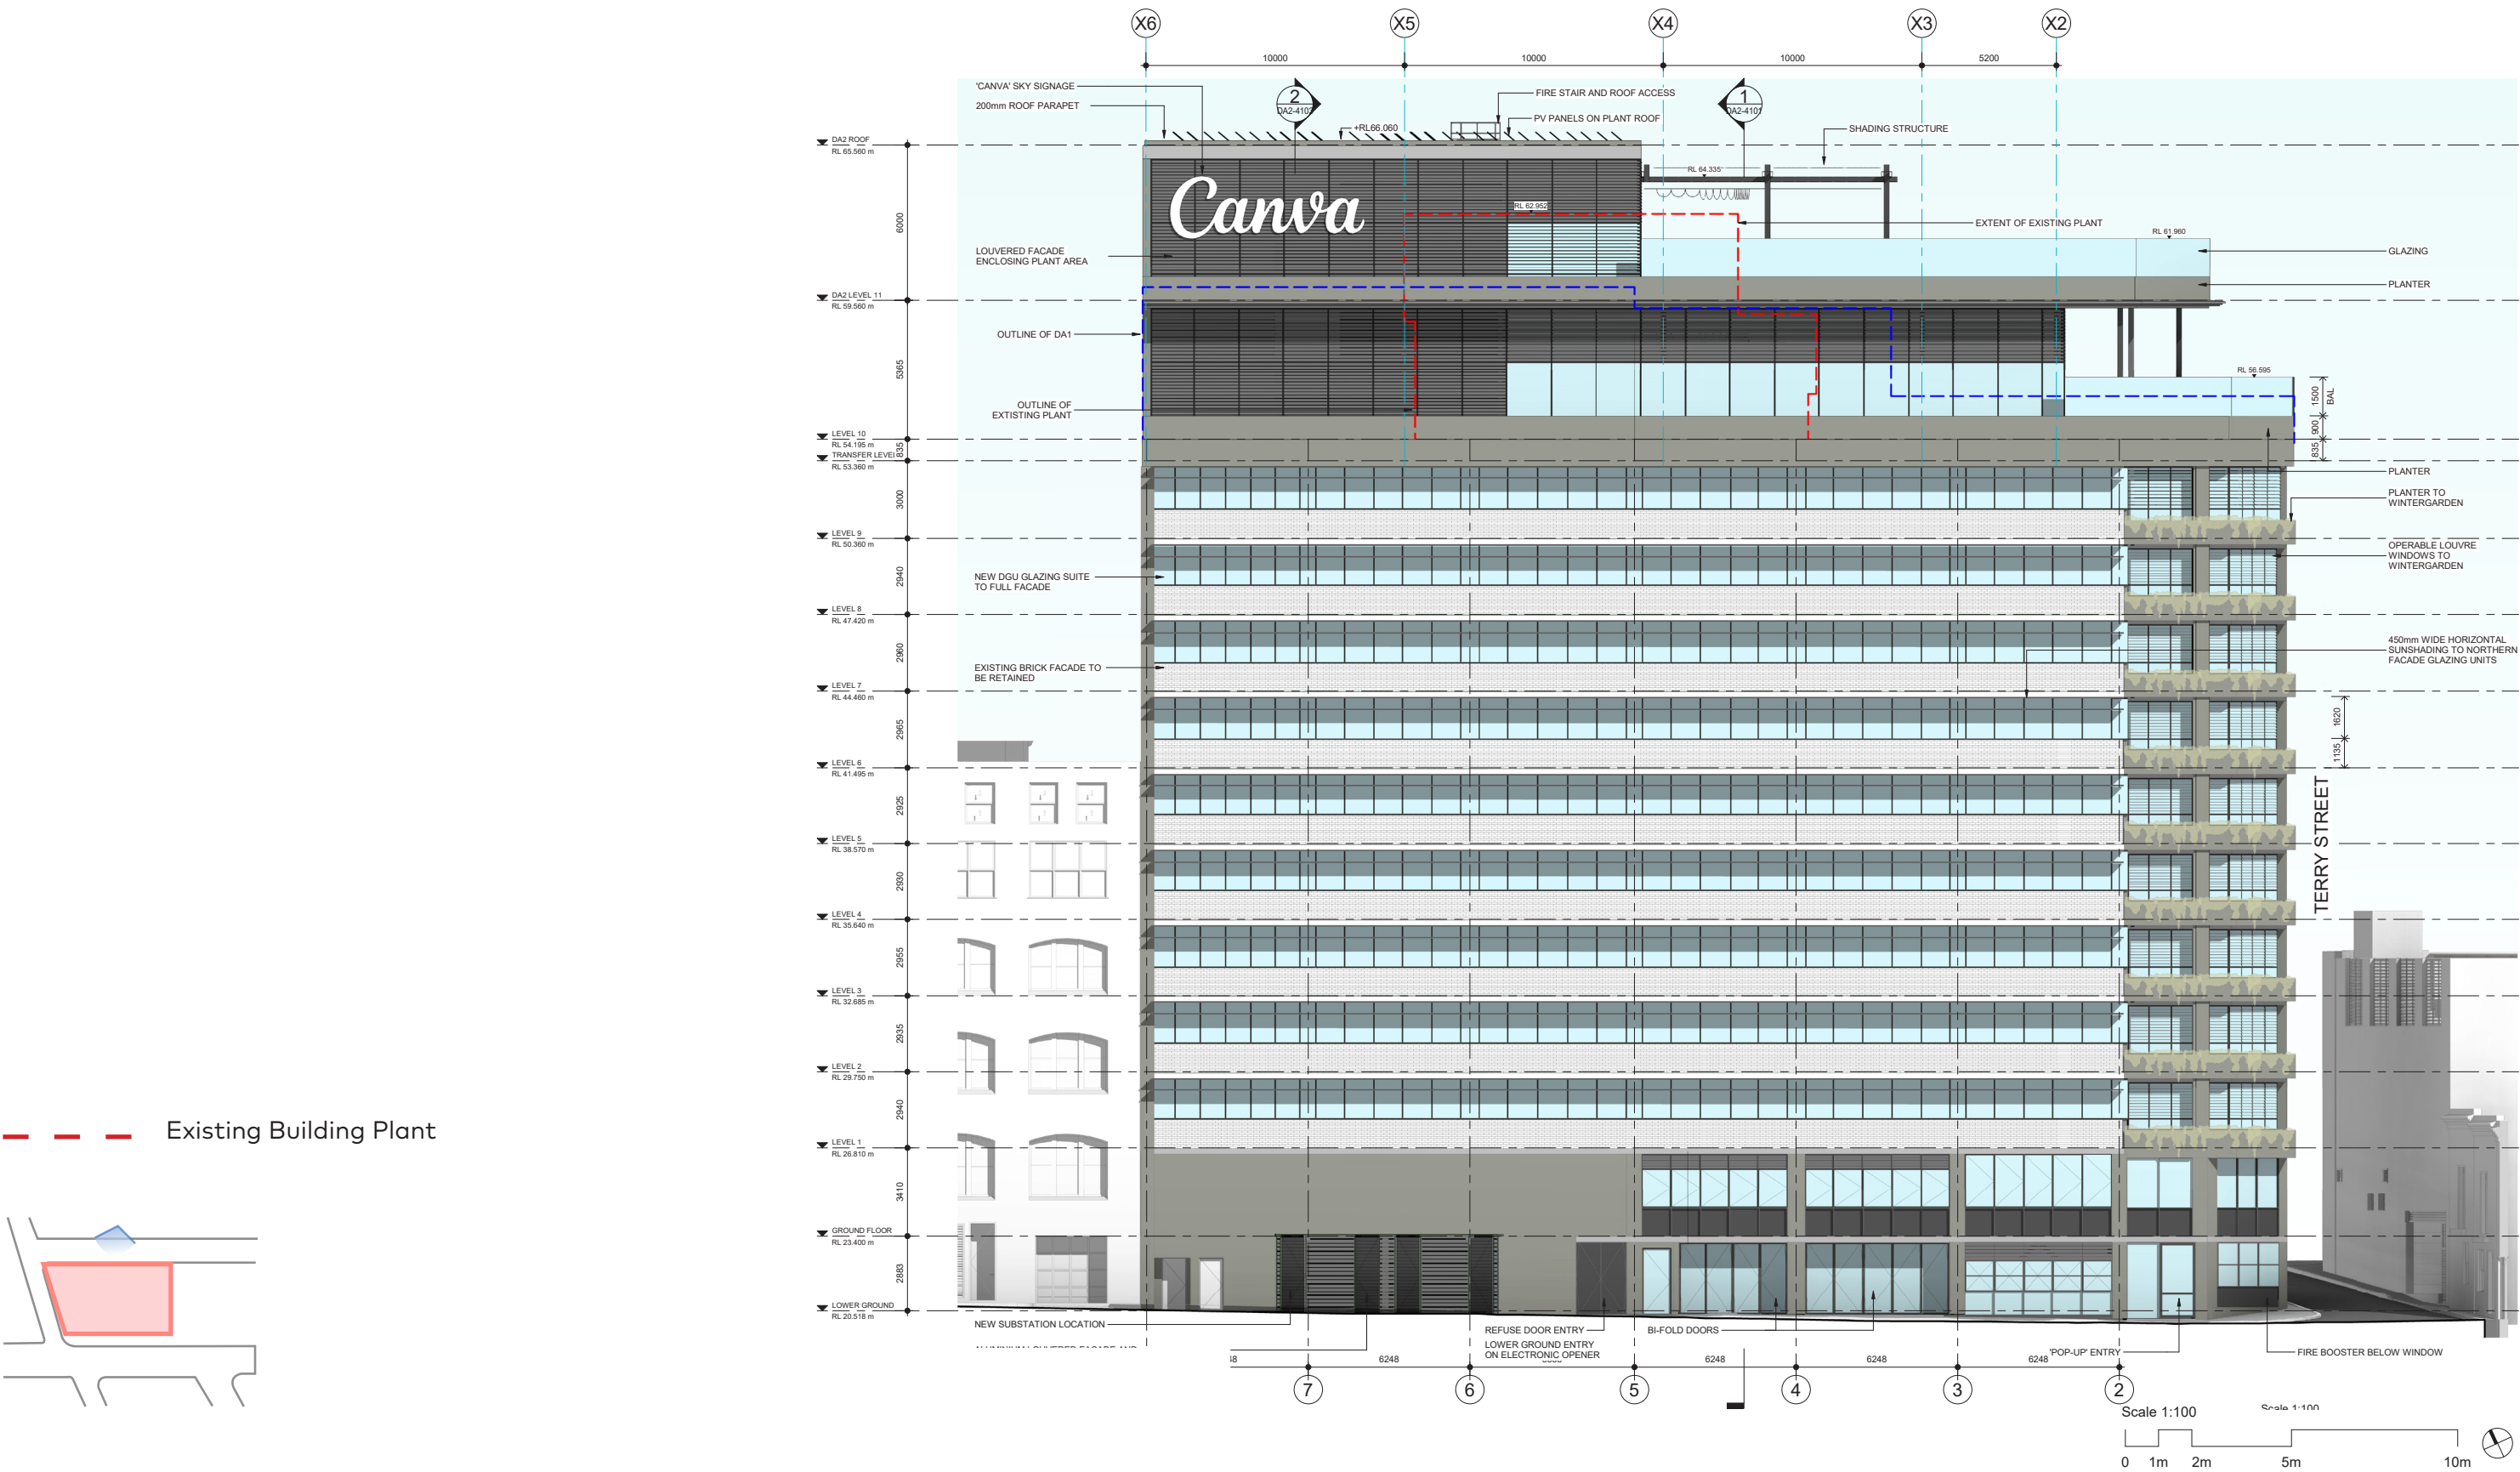 X6
X5
X4
X3
X2
10000
10000
10000
5200
'CANVA' SKY SIGNAGE
200mm ROOF PARAPET
2
DA2-4102
1
DA2-4101
FIRE STAIR AND ROOF ACCESS
PV PANELS ON PLANT ROOF
+RL66.060
SHADING STRUCTURE
DA2 ROOF
RL 65.560 m
RL 64.335
Canva
RL 62.952
6000
EXTENT OF EXISTING PLANT
RL 61.960
LOUVERED FACADE
ENCLOSING PLANT AREA
GLAZING
PLANTER
DA2 LEVEL 11
RL 59.560 m
OUTLINE OF DA1
5365
RL 56.595
1500
BAL
OUTLINE OF
EXTISTING PLANT
900
LEVEL 10
RL 54.195 m
835
835
TRANSFER LEVEL
RL 53.360 m
PLANTER
PLANTER TO
WINTERGARDEN
3000
LEVEL 9
RL 50.360 m
OPERABLE LOUVRE
WINDOWS TO
WINTERGARDEN
NEW DGU GLAZING SUITE
TO FULL FACADE
2940
LEVEL 8
RL 47.420 m
450mm WIDE HORIZONTAL
SUNSHADING TO NORTHERN
FACADE GLAZING UNITS
2960
EXISTING BRICK FACADE TO
BE RETAINED
LEVEL 7
RL 44.460 m
2965
1620
1135
LEVEL 6
RL 41.495 m
2925
TERRY STREET
LEVEL 5
RL 38.570 m
2930
LEVEL 4
RL 35.640 m
2955
LEVEL 3
RL 32.685 m
2935
LEVEL 2
RL 29.750 m
2940
Existing Building Plant
LEVEL 1
RL 26.810 m
3410
GROUND FLOOR
RL 23.400 m
2883
LOWER GROUND
RL 20.518 m
NEW SUBSTATION LOCATION
REFUSE DOOR ENTRY
LOWER GROUND ENTRY
ON ELECTRONIC OPENER
BI-FOLD DOORS
'POP-UP' ENTRY
FIRE BOOSTER BELOW WINDOW
6248
6248
6248
6248
7
6
5
4
3
2
Scale 1:100
Scale 1:100
0 1m 2m 5m 10m